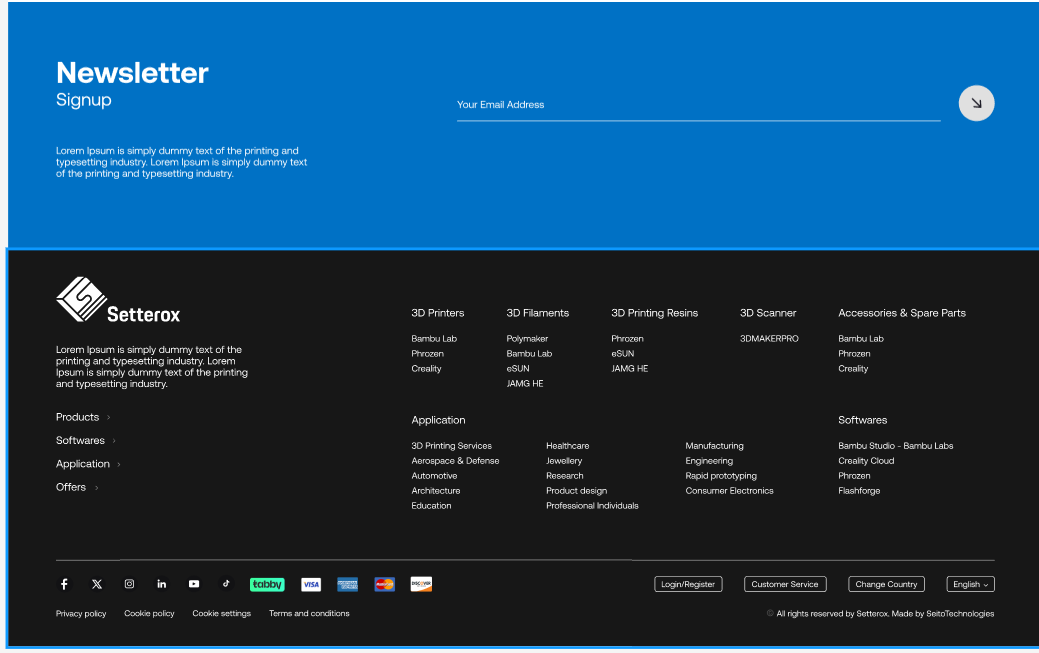 Newsletter
Signup
Your Email Address
Lorem Ipsum is simply dummy text of the printing and
typesetting industry. Lorem Ipsum is simply dummy text
of the printing and typesetting industry.
Setterox
Lorem Ipsum is simply dummy text of the
printing and typesetting industry. Lorem
Ipsum is simply dummy text of the printing
and typesetting industry.
Products
Softwares
Application
Offers
3D Printers
Bambu Lab
Phrozen
Creality
3D Filaments
Polymaker
Bambu Lab
eSUN
JAMG HE
3D Printing Resins
Phrozen
eSUN
JAMG HE
3D Scanner
3DMAKERPRO
Accessories & Spare Parts
Bambu Lab
Phrozen
Creality
Application
3D Printing Services
Aerospace & Defense
Automotive
Architecture
Education
Healthcare
Jewellery
Research
Product design
Professional Individuals
Manufacturing
Engineering
Rapid prototyping
Consumer Electronics
Softwares
Bambu Studio - Bambu Labs
Creality Cloud
Phrozen
Flashforge
tabby
VISA
DISCOVER
Login/Register
Customer Service
Change Country
English
Privacy policy
Cookie policy
Cookie settings
Terms and conditions
© All rights reserved by Setterox. Made by SeitoTechnologies